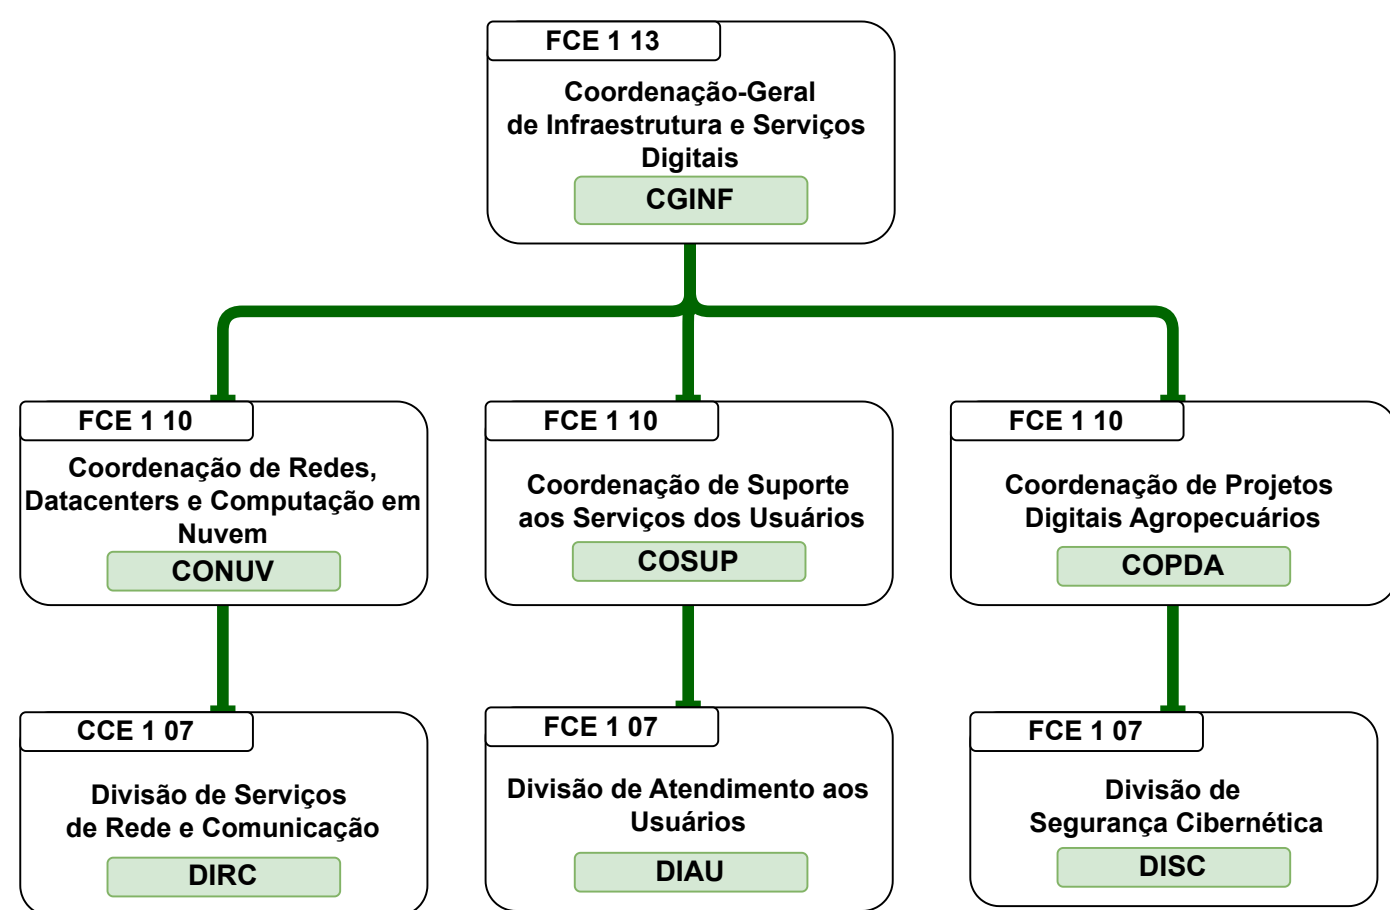 FCE 1 13
Coordenação-Geral
de Infraestrutura e Serviços
Digitais
CGINF
FCE 1 10
Coordenação de Redes,
Datacenters e Computação em
Nuvem
CONUV
FCE 1 10
Coordenação de Suporte
aos Serviços dos Usuários
COSUP
FCE 1 10
Coordenação de Projetos
Digitais Agropecuários
COPDA
CCE 1 07
Divisão de Serviços
de Rede e Comunicação
DIRC
FCE 1 07
Divisão de Atendimento aos
Usuários
DIAU
FCE 1 07
Divisão de
Segurança Cibernética
DISC